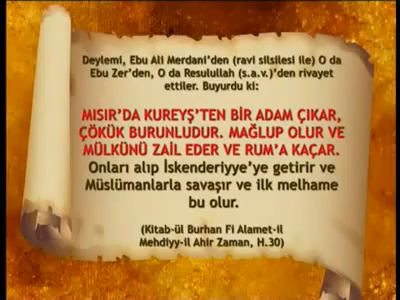 Deylemi, Ebu Ali Merdani'den (ravi silsilesi ile) O da
Ebu Zer'den, O da Resulullah (s.a.v.)'den rivayet
ettiler. Buyurdu ki:
MISIR'DA KUREYŞ'TEN BİR ADAM ÇIKAR,
ÇÖKÜK BURUNLUDUR. MAĞLUP OLUR VE
MÜLKÜNÜ ZAİL EDER VE RUM'A KAÇAR.
Onları alıp İskenderiyye'ye getirir ve
Müslümanlarla savaşır ve ilk melhame
bu olur.
(Kitab-ül Burhan Fi Alamet-il
Mehdiyy-il Ahir Zaman, H.30)